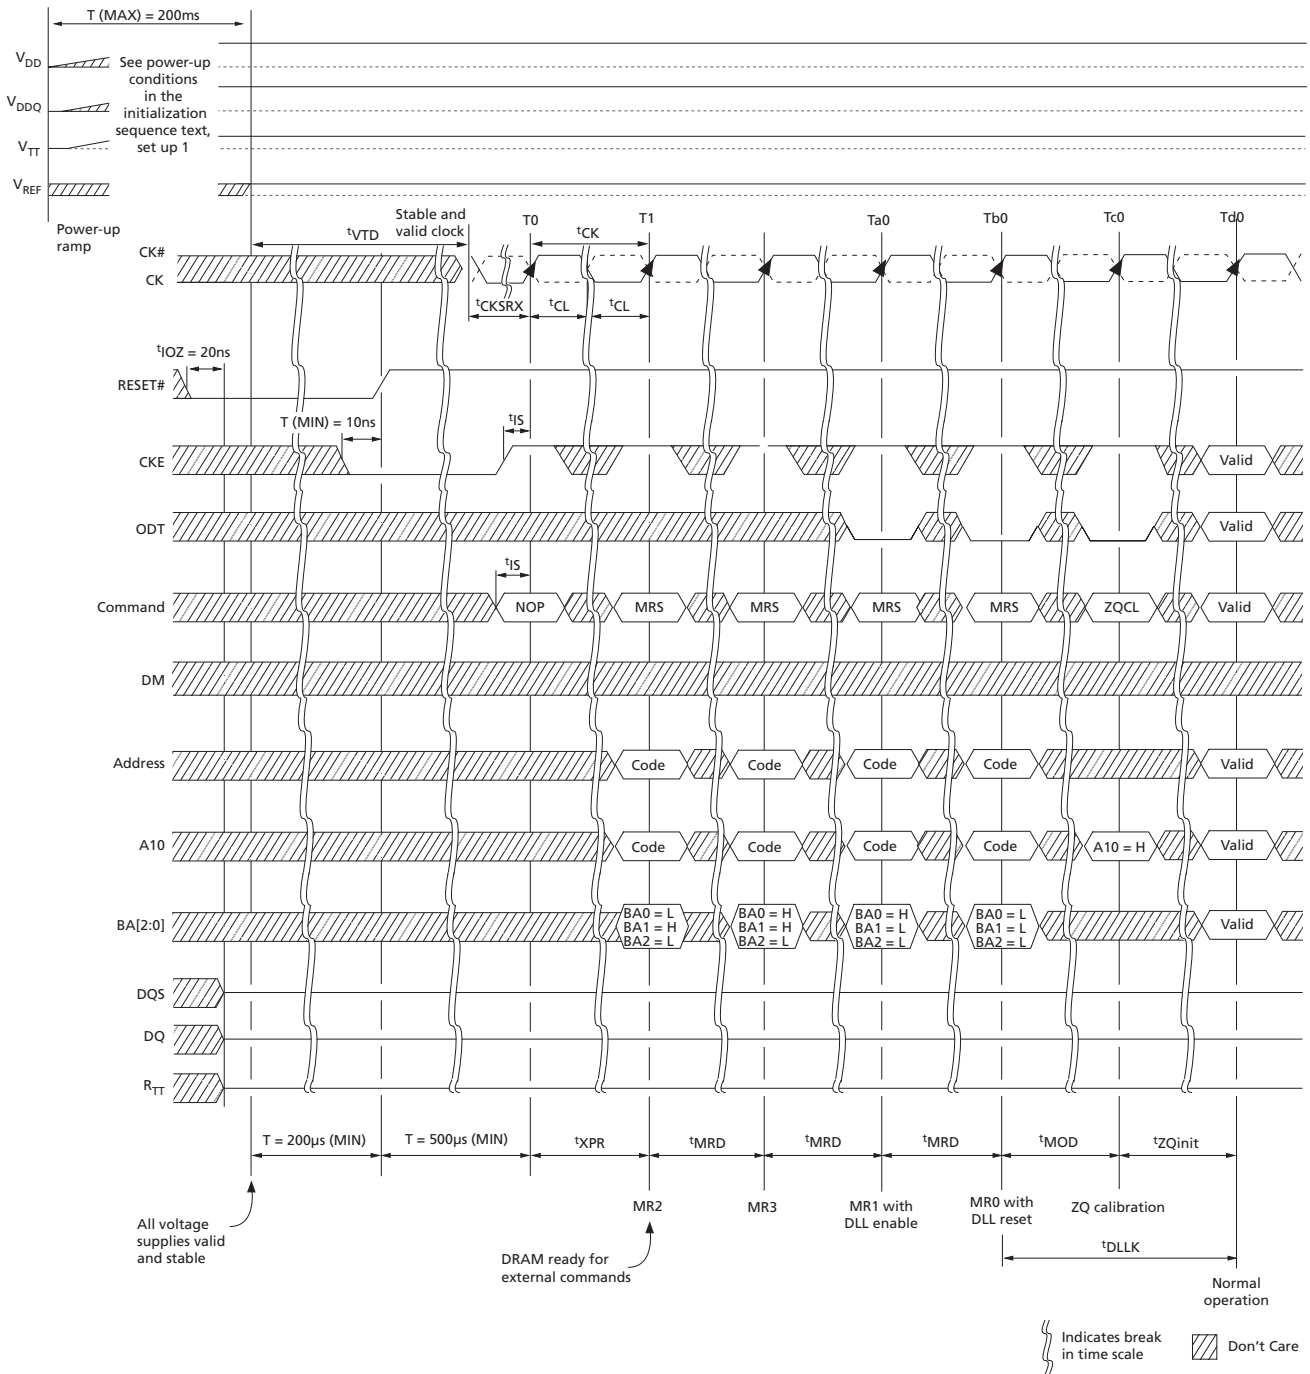 T (MAX) = 200ms
VDD
See power-up
conditions
in the
initialization
sequence text,
set up 1
VDDQ
VTT
VREF
Power-up
ramp
Stable and
valid clock
T0
T1
Ta0
Tb0
Tc0
Td0
tVTD
tCK
CK#
CK
tCKSRX
tCL
tCL
tIOZ = 20ns
RESET#
T (MIN) = 10ns
tIS
CKE
Valid
ODT
Valid
tIS
Command
NOP
MRS
MRS
MRS
MRS
ZQCL
Valid
DM
Address
Code
Code
Code
Code
Valid
A10
Code
Code
Code
Code
A10 = H
Valid
BA[2:0]
BA0 = L
BA1 = H
BA2 = L
BA0 = H
BA1 = H
BA2 = L
BA0 = H
BA1 = L
BA2 = L
BA0 = L
BA1 = L
BA2 = L
Valid
DQS
DQ
RTT
T = 200µs (MIN)
T = 500µs (MIN)
tXPR
tMRD
tMRD
tMRD
tMOD
tZQinit
All voltage
supplies valid
and stable
MR2
DRAM ready for
external commands
MR3
MR1 with
DLL enable
MR0 with
DLL reset
ZQ calibration
tDLLK
Normal
operation
Indicates break
in time scale
Don't Care